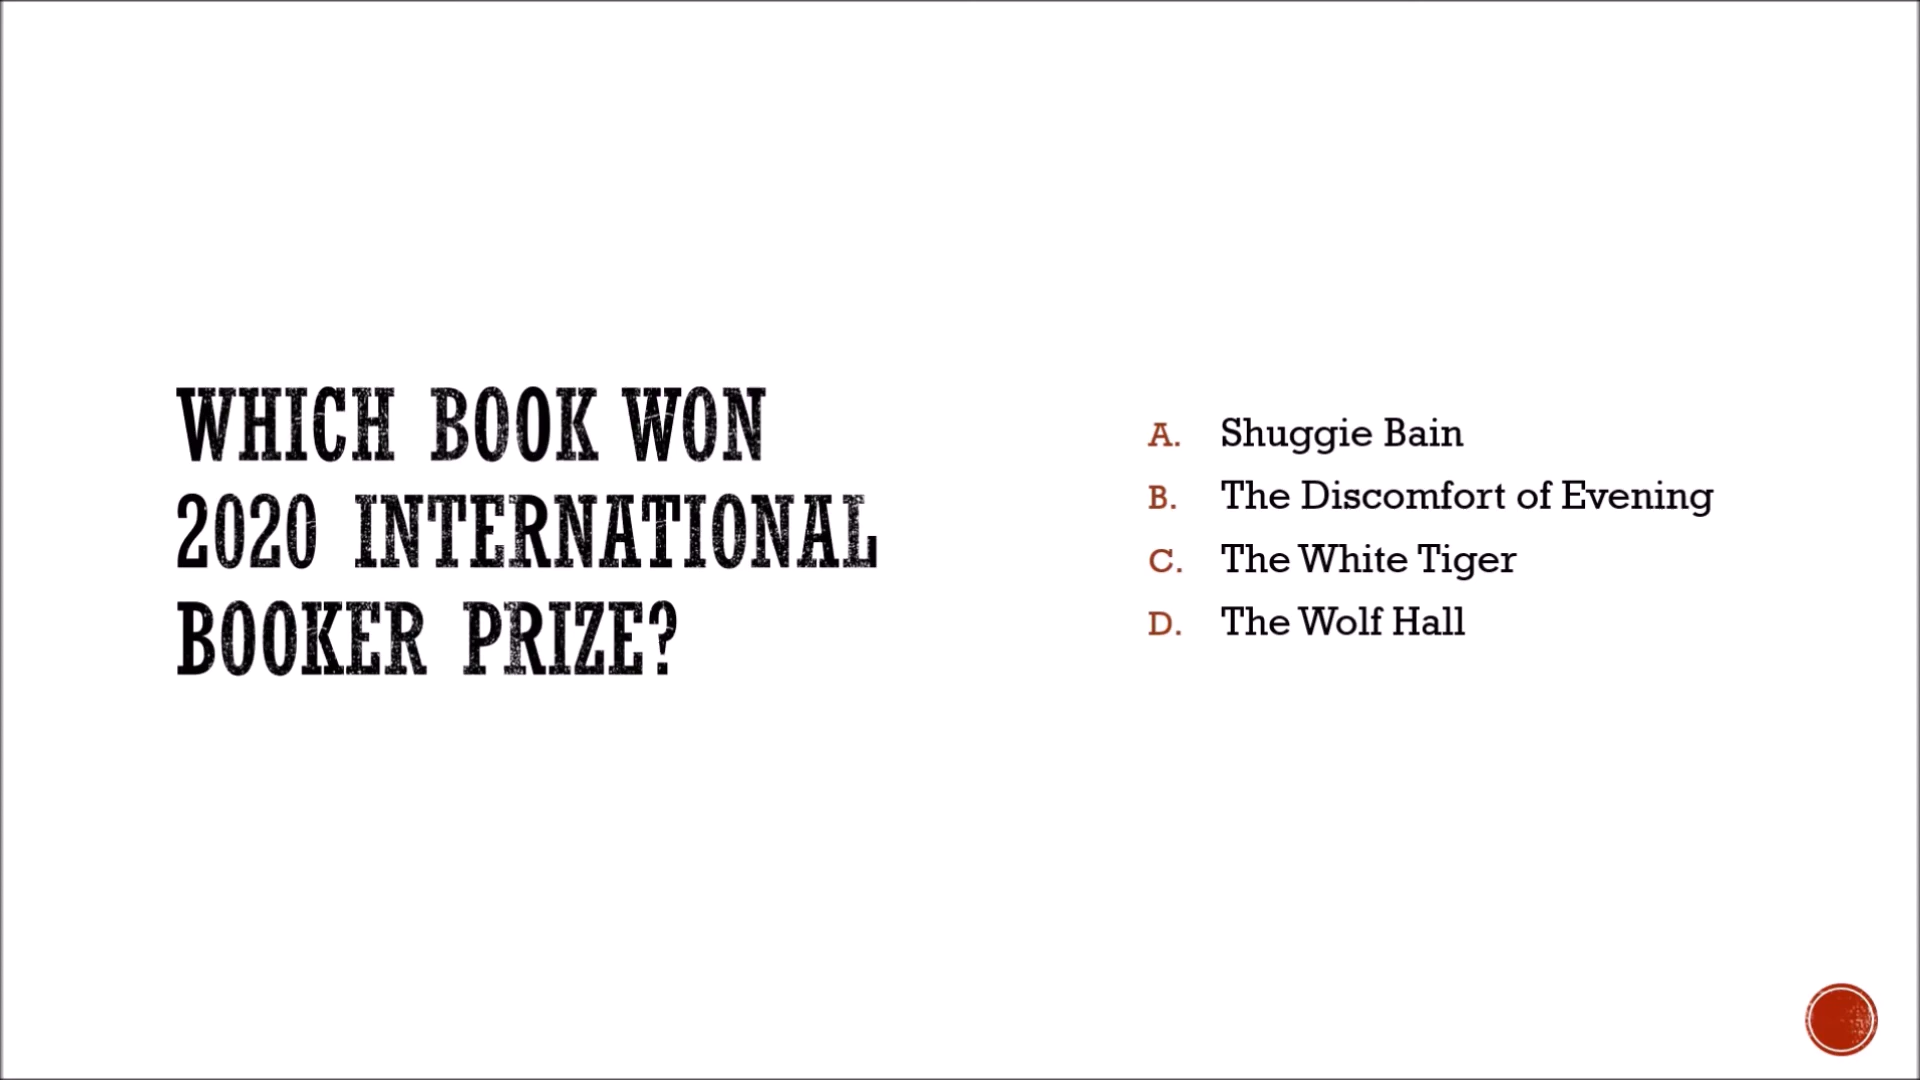 WHICH BOOK WON
2020 INTERNATIONAL
BOOKER PRIZE?
A. Shuggie Bain
B. The Discomfort of Evening
C. The White Tiger
D. The Wolf Hall